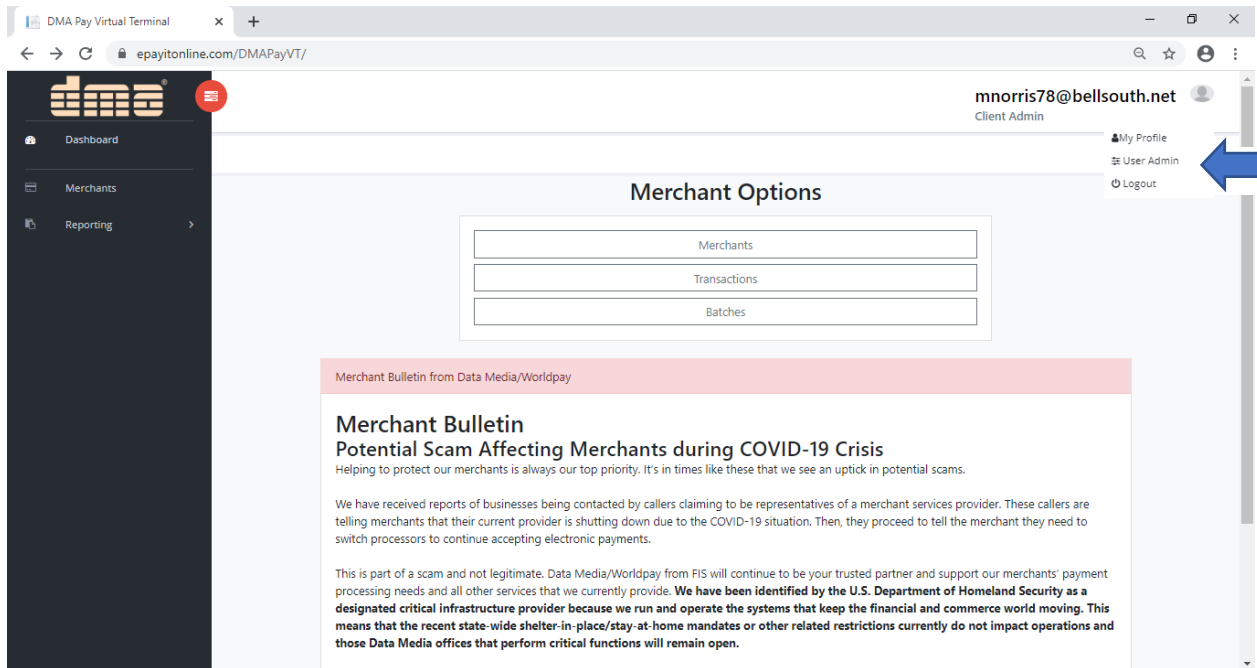 DMA Pay Virtual Terminal
epayitonline.com/DMAPayVT/
dma®
mnorris78@bellsouth.net
Client Admin
Dashboard
My Profile
User Admin
Logout
Merchants
Reporting
Merchant Options
Merchants
Transactions
Batches
Merchant Bulletin from Data Media/Worldpay
Merchant Bulletin
Potential Scam Affecting Merchants during COVID-19 Crisis
Helping to protect our merchants is always our top priority. It's in times like these that we see an uptick in potential scams.
We have received reports of businesses being contacted by callers claiming to be representatives of a merchant services provider. These callers are
telling merchants that their current provider is shutting down due to the COVID-19 situation. Then, they proceed to tell the merchant they need to
switch processors to continue accepting electronic payments.
This is part of a scam and not legitimate. Data Media/Worldpay from FIS will continue to be your trusted partner and support our merchants' payment
processing needs and all other services that we currently provide. We have been identified by the U.S. Department of Homeland Security as a
designated critical infrastructure provider because we run and operate the systems that keep the financial and commerce world moving. This
means that the recent state-wide shelter-in-place/stay-at-home mandates or other related restrictions currently do not impact operations and
those Data Media offices that perform critical functions will remain open.